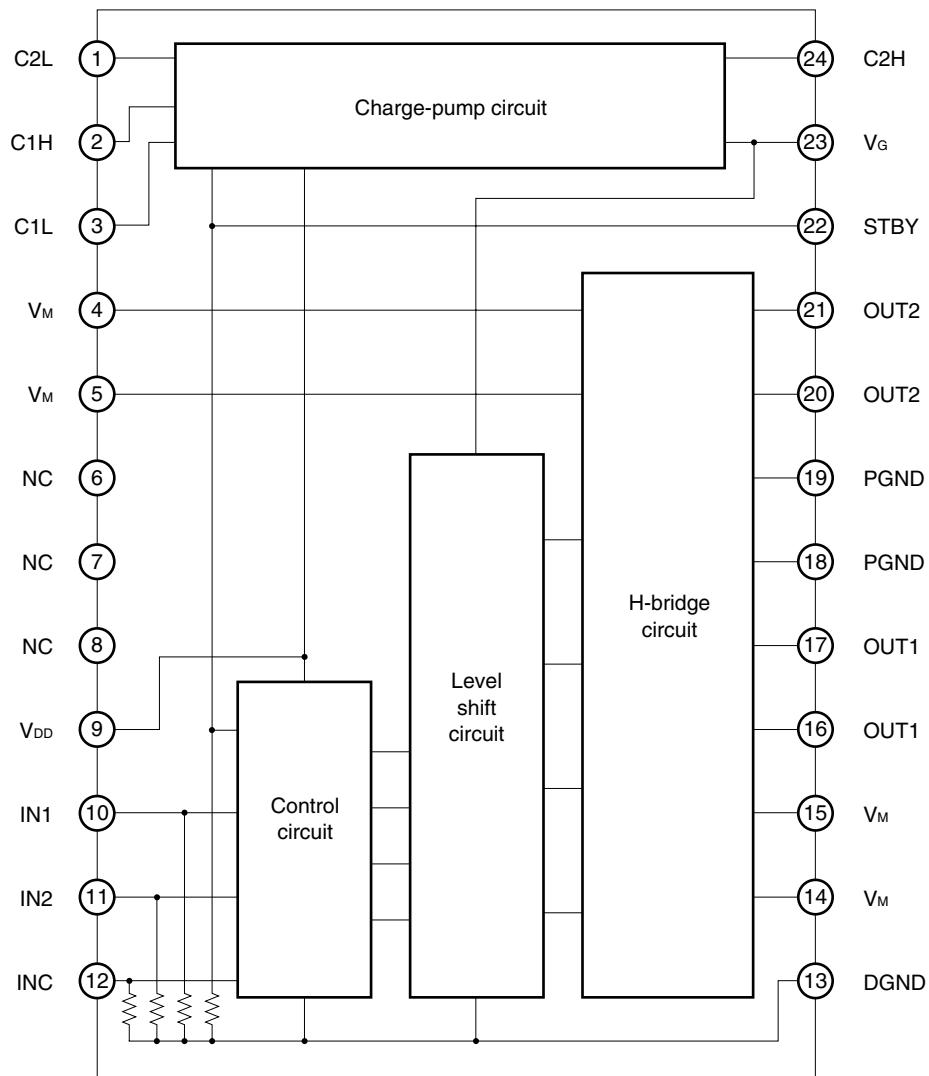 C2L 1
24 C2H
Charge-pump circuit
C1H 2
23 VG
C1L 3
22 STBY
VM 4
21 OUT2
VM 5
20 OUT2
NC 6
19 PGND
NC 7
18 PGND
H-bridge
circuit
NC 8
17 OUT1
Level
shift
circuit
VDD 9
16 OUT1
IN1 10
Control
circuit
15 VM
IN2 11
14 VM
INC 12
13 DGND